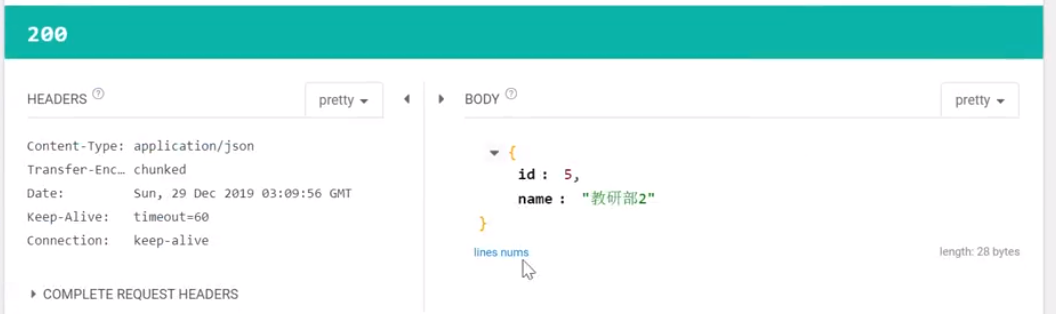 200
HEADERS ? pretty
Content-Type: application/json
Transfer-Enc… chunked
Date: Sun, 29 Dec 2019 03:09:56 GMT
Keep-Alive: timeout=60
Connection: keep-alive
COMPLETE REQUEST HEADERS
BODY ? pretty
{
id : 5,
name : "教研部2"
}
lines nums length: 28 bytes